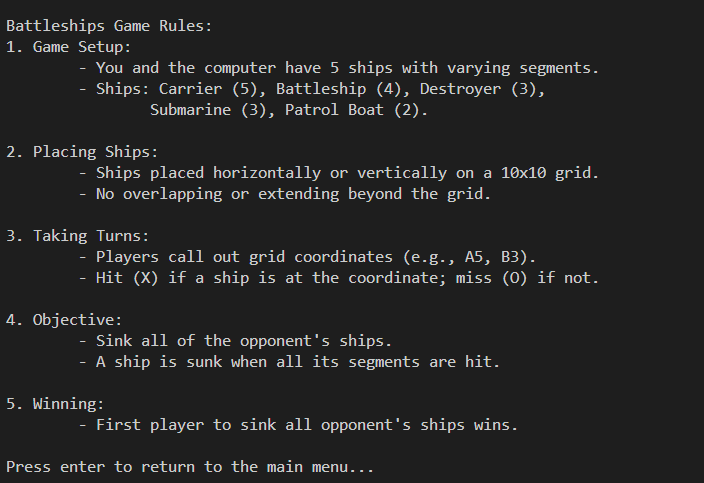 Battleships Game Rules:
1. Game Setup:
- You and the computer have 5 ships with varying segments.
- Ships: Carrier (5), Battleship (4), Destroyer (3),
Submarine (3), Patrol Boat (2).
2. Placing Ships:
- Ships placed horizontally or vertically on a 10x10 grid.
- No overlapping or extending beyond the grid.
3. Taking Turns:
- Players call out grid coordinates (e.g., A5, B3).
- Hit (X) if a ship is at the coordinate; miss (O) if not.
4. Objective:
- Sink all of the opponent's ships.
- A ship is sunk when all its segments are hit.
5. Winning:
- First player to sink all opponent's ships wins.
Press enter to return to the main menu...